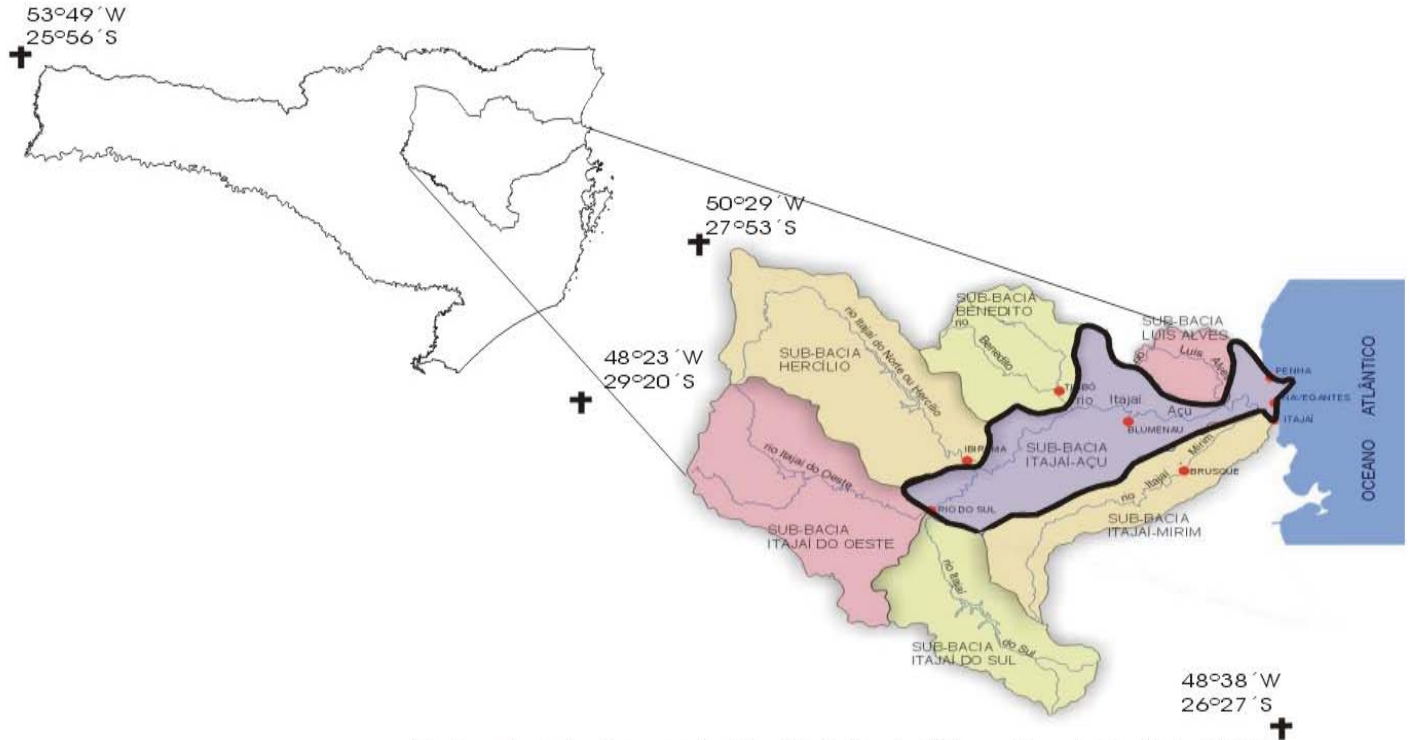 53°49´W
25°56´S
50°29´W
27°53´S
48°23´W
29°20´S
SUB-BACIA
BENEDITO
rio Benedito
SUB-BACIA
LUIS ALVES
rio Luis Alves
rio Itajaí do Norte ou Hercílio
SUB-BACIA
HERCÍLIO
TIMBÓ
PENHA
NAVEGANTES
ITAJAÍ
rio Itajaí Açu
BLUMENAU
IBIRAMA
SUB-BACIA
ITAJAÍ-AÇU
rio Itajaí Mirim
BRUSQUE
rio Itajaí do Oeste
RIO DO SUL
SUB-BACIA
ITAJAÍ-MIRIM
SUB-BACIA
ITAJAÍ DO OESTE
rio Itajaí do Sul
SUB-BACIA
ITAJAÍ DO SUL
OCEANO ATLÂNTICO
48°38´W
26°27´S